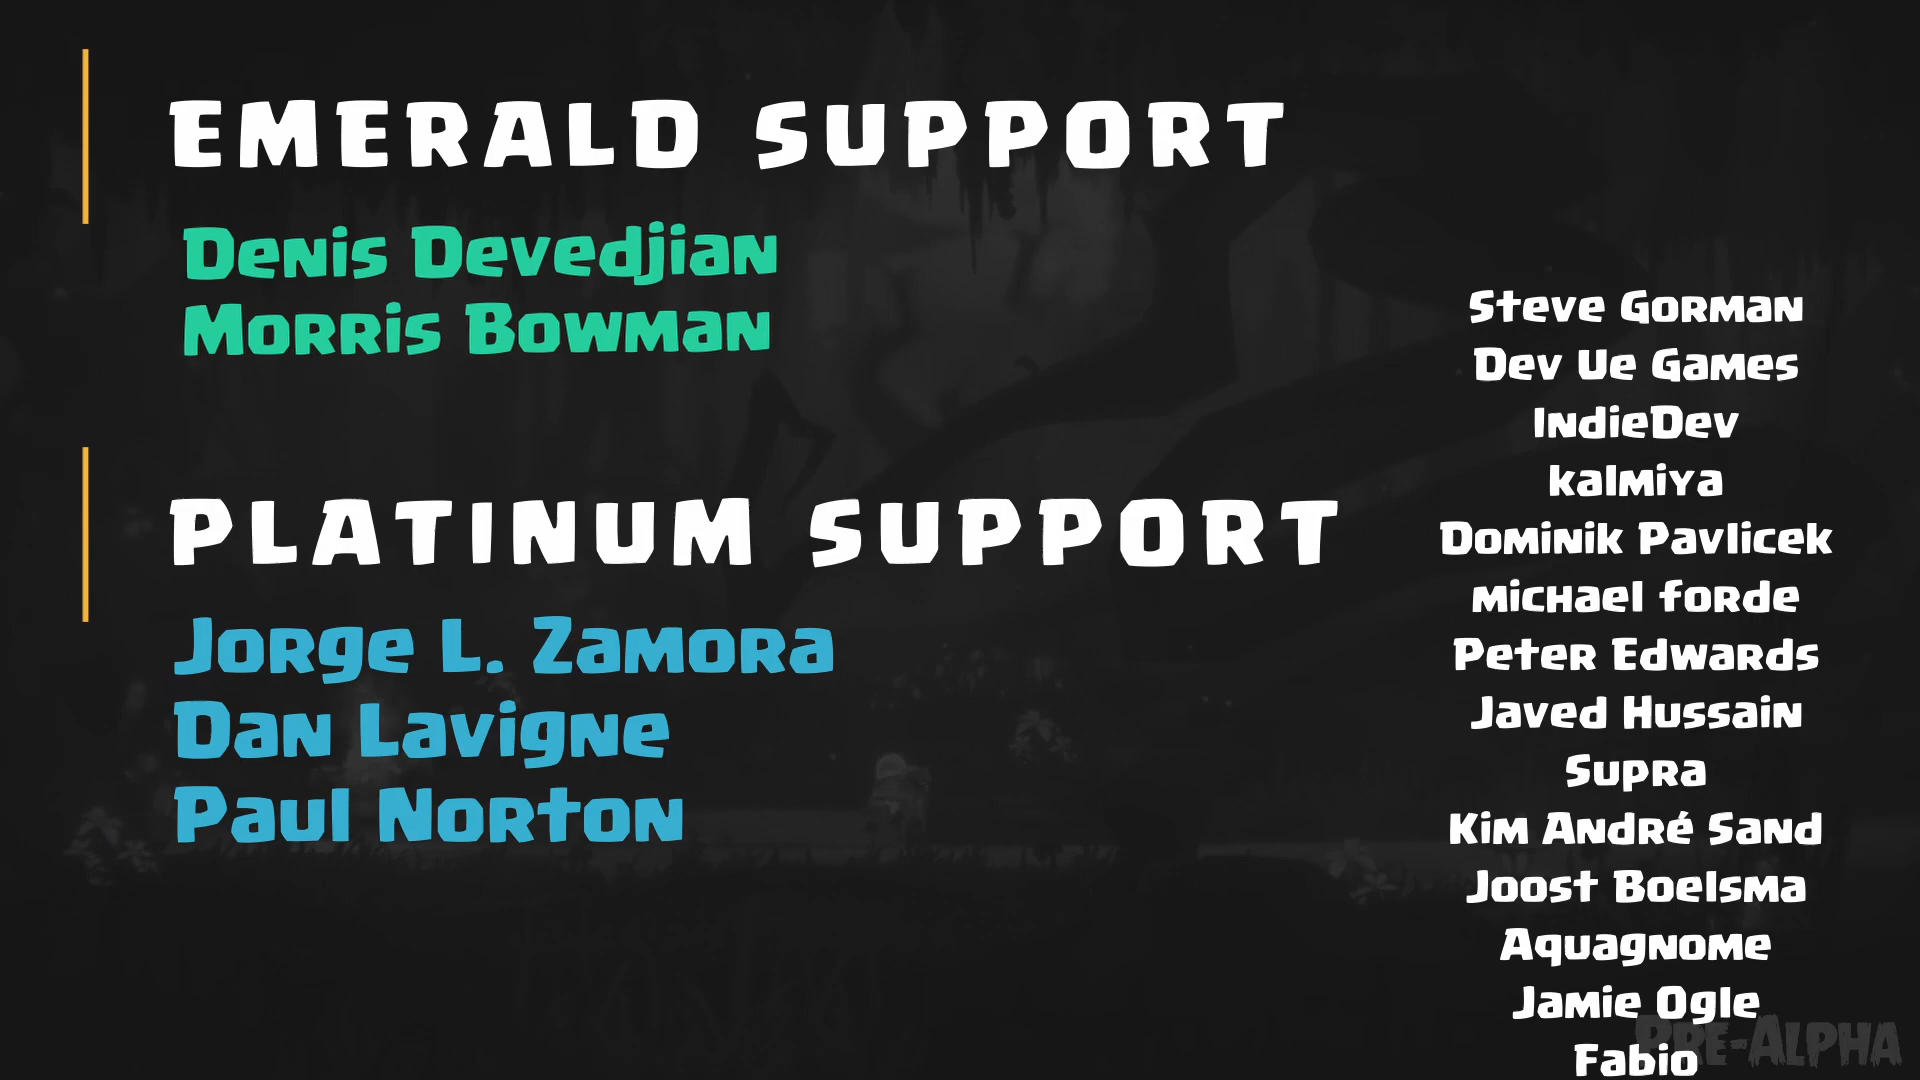 EMERALD SUPPORT
Denis Devedjian
Morris Bowman
PLATINUM SUPPORT
Jorge L. Zamora
Dan Lavigne
Paul Norton
Steve Gorman
Dev Ue Games
IndieDev
kalmiya
Dominik Pavlicek
michael forde
Peter Edwards
Javed Hussain
Supra
Kim André Sand
Joost Boelsma
Aquagnome
Jamie Ogle
Fabio
Pre-Alpha